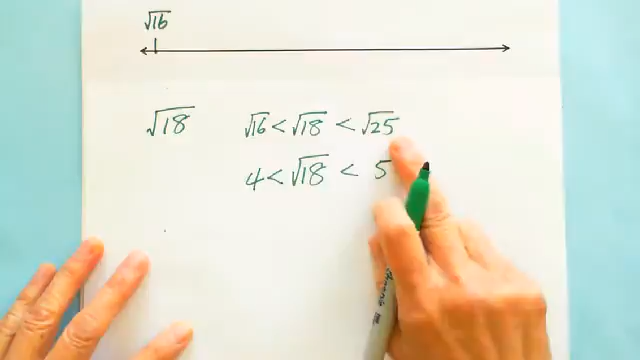 √16
√18 √16 < √18 < √25
4 < √18 < 5